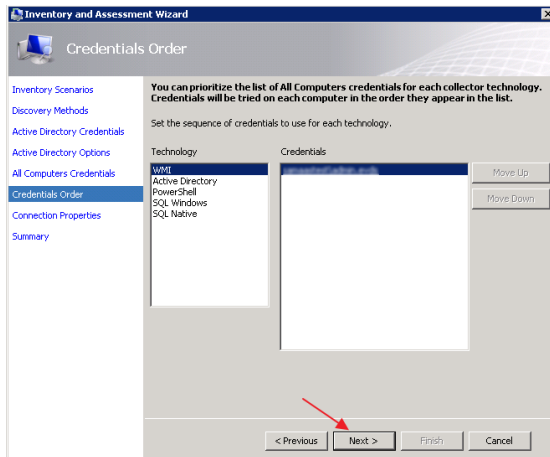 Inventory and Assessment Wizard
Credentials Order
Inventory Scenarios
Discovery Methods
Active Directory Credentials
Active Directory Options
All Computers Credentials
Credentials Order
Connection Properties
Summary
You can prioritize the list of All Computers credentials for each collector technology.
Credentials will be tried on each computer in the order they appear in the list.
Set the sequence of credentials to use for each technology.
Technology
WMI
Active Directory
PowerShell
SQL Windows
SQL Native
Credentials
Move Up
Move Down
< Previous
Next >
Finish
Cancel